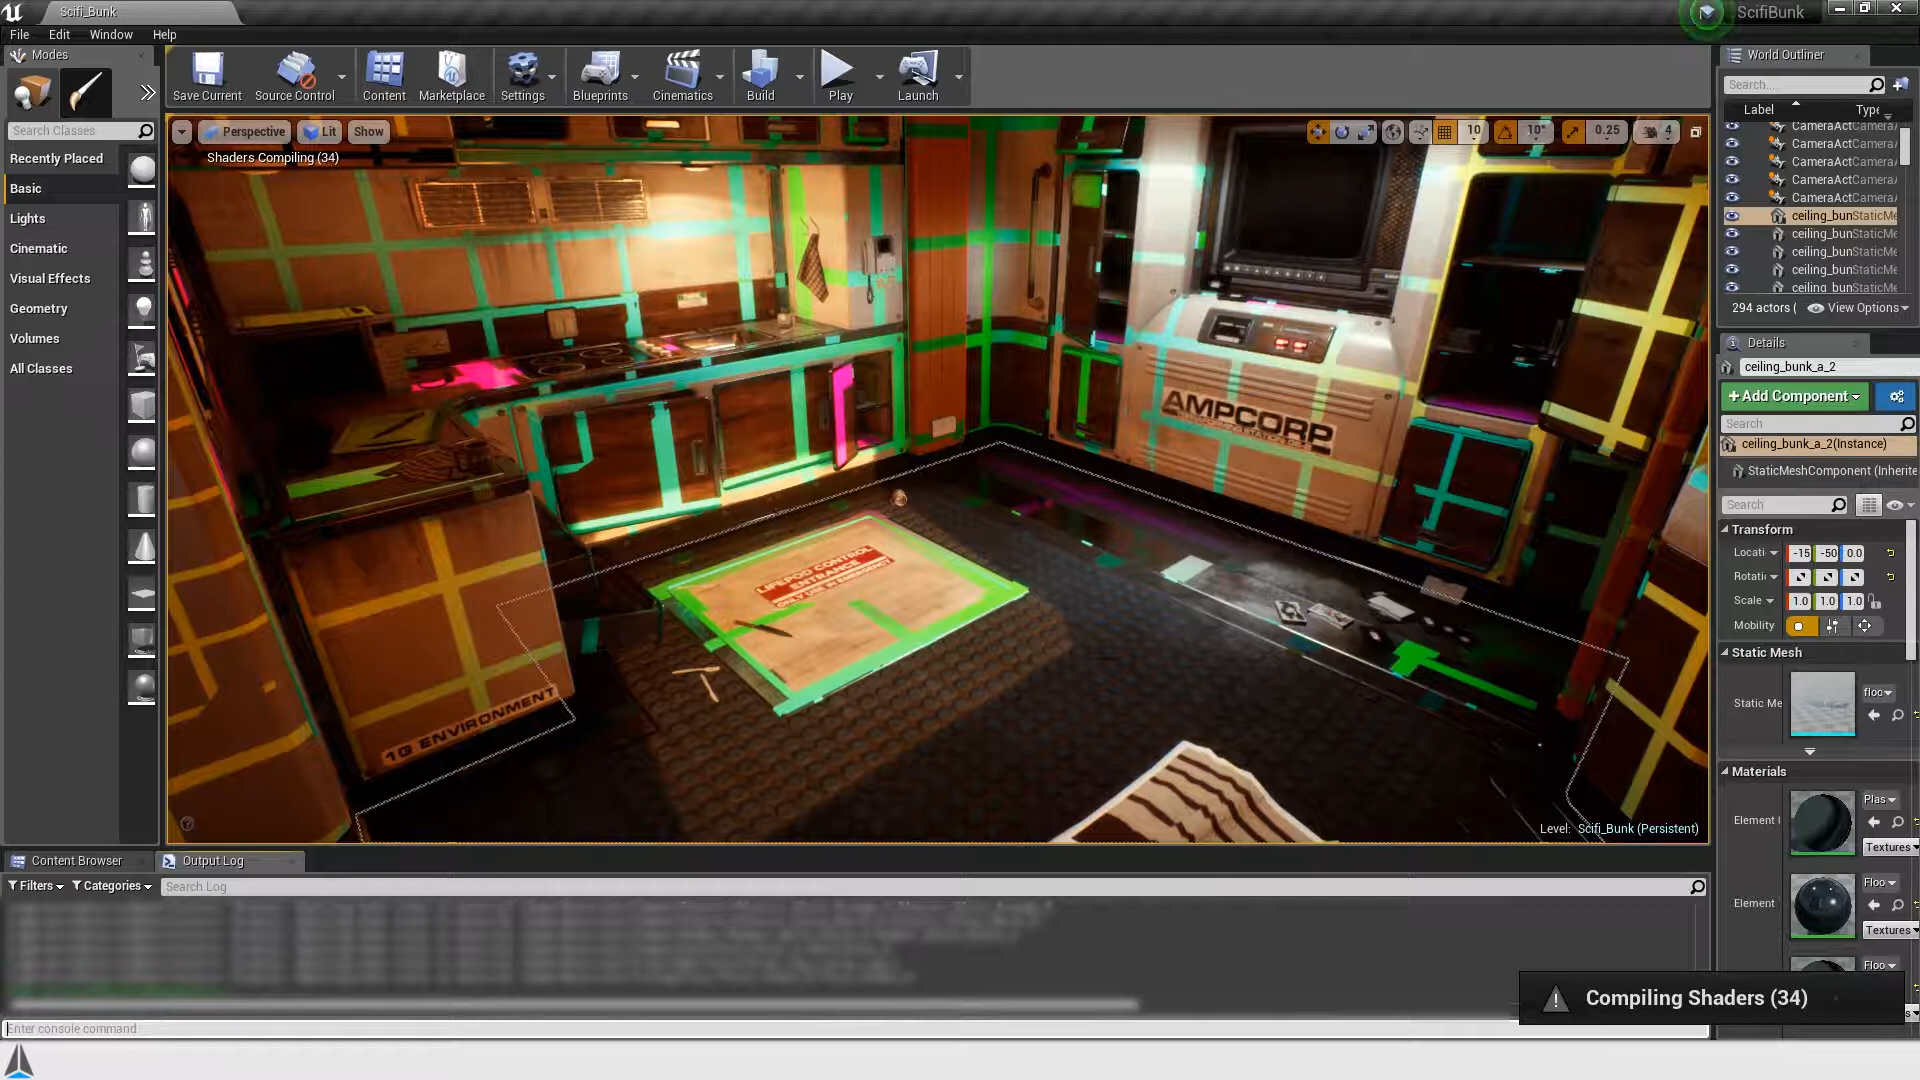 Scifi_Bunk
ScifiBunk
File Edit Window Help
Modes
Save Current
Source Control
Content
Marketplace
Settings
Blueprints
Cinematics
Build
Play
Launch
World Outliner
Search...
Label
Type
Search Classes
Recently Placed
Basic
Lights
Cinematic
Visual Effects
Geometry
Volumes
All Classes
Perspective
Lit
Show
10
10°
0.25
4
Shaders Compiling (34)
CameraActCamera
CameraActCamera
CameraActCamera
CameraActCamera
CameraActCamera
ceiling_bunStaticMe
ceiling_bunStaticMe
ceiling_bunStaticMe
ceiling_bunStaticMe
ceiling_bunStaticMe
294 actors (
View Options
Details
ceiling_bunk_a_2
+Add Component
Search
ceiling_bunk_a_2(Instance)
StaticMeshComponent (Inherite
Search
Transform
Locati -15 -50 0.0
Rotati
Scale 1.0 1.0 1.0
Mobility
Static Mesh
Static Me
floc
Materials
Element (
Plas
Textures
Element
Floo
Textures
Floo
AMPCORP
LIFEPOD CONTROL
ENTRANCE
ONLY USE IN EMERGENCY
1G ENVIRONMENT
Level: Scifi_Bunk (Persistent)
Content Browser
Output Log
Filters
Categories
Search Log
Compiling Shaders (34)
Enter console command